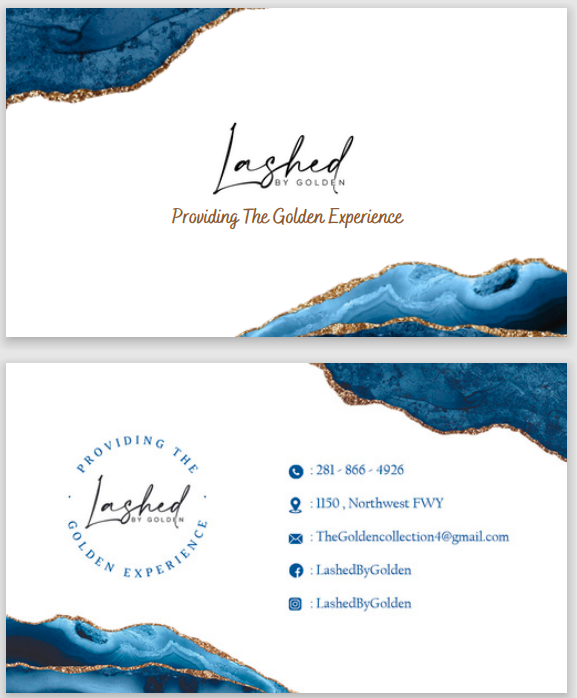 Lashed
BY GOLDEN
Providing The Golden Experience
PROVIDING THE
Lashed
BY GOLDEN
GOLDEN EXPERIENCE
: 281 - 866 - 4926
: 1150 , Northwest FWY
: TheGoldencollection4@gmail.com
: LashedByGolden
: LashedByGolden